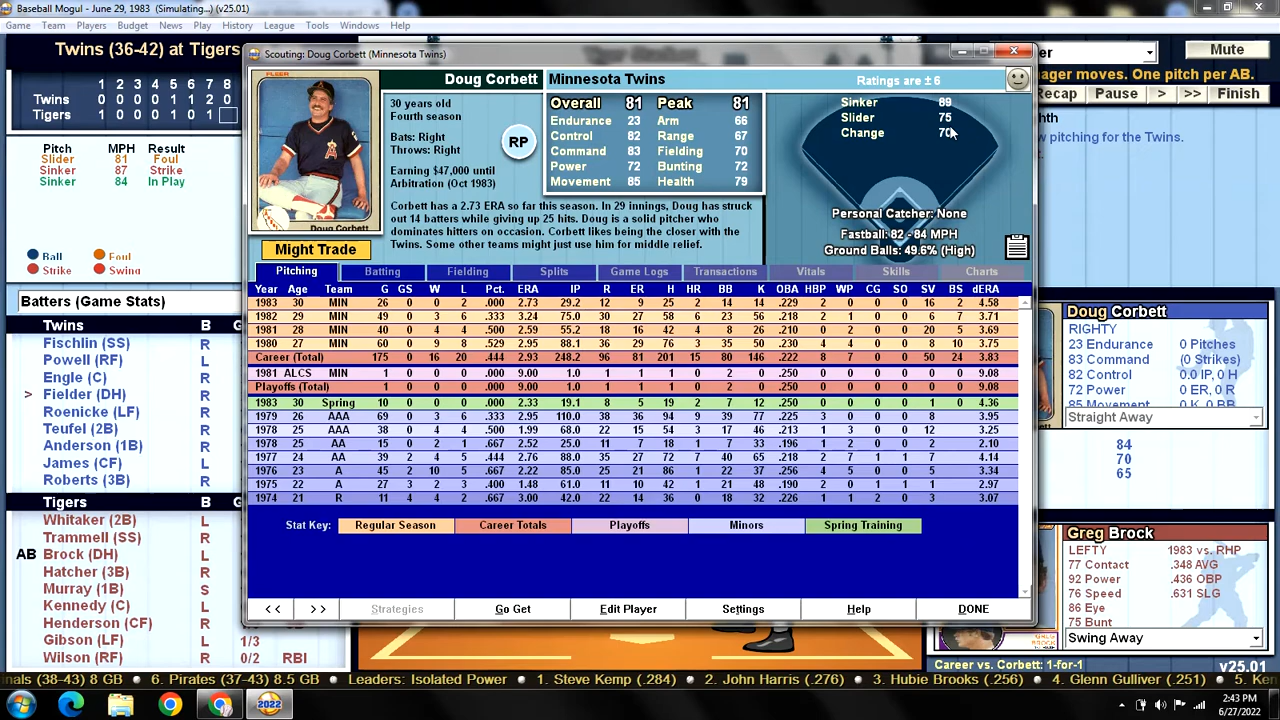 Baseball Mogul - June 29, 1983 (Simulating...) (v25.01)
Game Team Players Budget News Play History League Tools Windows Help
Twins (36-42) at Tigers
1 2 3 4 5 6 7 8
Twins 0 0 0 0 1 1 2 0
Tigers 1 0 0 0 1 0 1
Pitch MPH Result
Slider 81 Foul
Sinker 87 Strike
Sinker 84 In Play
Ball Foul
Strike Swing
Batters (Game Stats)
Twins B
Fischlin (SS) R
Powell (RF) L
Engle (C) R
> Fielder (DH) R
Roenicke (LF) R
Teufel (2B) R
Anderson (1B) R
James (CF) R
Roberts (3B) R
Tigers B
Whitaker (2B) L
Trammell (SS) R
AB Brock (DH) L
Hatcher (3B) R
Murray (1B) S
Kennedy (C) L
Henderson (CF) R
Gibson (LF) L 1/3
Wilson (RF) R 0/2 RBI
Scouting: Doug Corbett (Minnesota Twins)
FLEER
Doug Corbett
Doug Corbett
30 years old
Fourth season
Bats: Right
Throws: Right
Earning $47,000 until
Arbitration (Oct 1983)
RP
Minnesota Twins
Overall 81 Peak 81
Endurance 23 Arm 66
Control 82 Range 67
Command 83 Fielding 70
Power 72 Bunting 72
Movement 85 Health 79
Ratings are ± 6
Sinker 89
Slider 75
Change 70
Personal Catcher: None
Fastball: 82 - 84 MPH
Ground Balls: 49.6% (High)
Corbett has a 2.73 ERA so far this season. In 29 innings, Doug has struck
out 14 batters while giving up 25 hits. Doug is a solid pitcher who
dominates hitters on occasion. Corbett likes being the closer with the
Twins. Some other teams might just use him for middle relief.
Might Trade
Pitching Batting Fielding Splits Game Logs Transactions Vitals Skills Charts
Year Age Team G GS W L Pct. ERA IP R ER H HR BB K OBA HBP WP CG SO SV BS dERA
1983 30 MIN 26 0 0 2 .000 2.73 29.2 12 9 25 2 14 14 .229 2 0 0 0 16 2 4.58
1982 29 MIN 49 0 3 6 .333 3.24 75.0 30 27 58 6 23 56 .218 2 1 0 0 6 7 3.71
1981 28 MIN 40 0 4 4 .500 2.59 55.2 18 16 42 4 8 26 .210 0 2 0 0 20 5 3.69
1980 27 MIN 60 0 9 8 .529 2.95 88.1 36 29 76 3 35 50 .230 4 4 0 0 8 10 3.75
Career (Total) 175 0 16 20 .444 2.93 248.2 96 81 201 15 80 146 .222 8 7 0 0 50 24 3.83
1981 ALCS MIN 1 0 0 0 .000 9.00 1.0 1 1 1 0 2 0 .250 0 0 0 0 0 0 9.08
Playoffs (Total) 1 0 0 0 .000 9.00 1.0 1 1 1 0 2 0 .250 0 0 0 0 0 0 9.08
1983 30 Spring 10 0 0 0 .000 2.33 19.1 8 5 19 2 7 12 .250 0 0 0 0 1 0 4.36
1979 26 AAA 69 0 3 6 .333 2.95 110.0 38 36 94 9 39 77 .225 3 0 0 0 8 3.95
1978 25 AAA 38 0 4 4 .500 1.99 68.0 22 15 54 3 17 46 .213 1 3 0 0 12 3.25
1978 25 AA 15 0 2 1 .667 2.52 25.0 11 7 18 1 7 33 .196 1 2 0 0 5 2.10
1977 24 AA 39 2 4 5 .444 2.76 88.0 35 27 72 7 40 65 .218 2 7 1 1 7 4.14
1976 23 A 45 2 10 5 .667 2.22 85.0 25 21 86 1 22 37 .256 4 5 0 0 5 3.34
1975 22 A 27 3 2 3 .400 1.48 61.0 11 10 42 1 21 48 .190 2 0 1 1 1 2.97
1974 21 R 11 4 4 2 .667 3.00 42.0 22 14 36 0 18 32 .226 1 1 2 0 3 3.07
Stat Key: Regular Season Career Totals Playoffs Minors Spring Training
<< >> Strategies Go Get Edit Player Settings Help DONE
Mute
nager moves. One pitch per AB.
Recap Pause > >> Finish
w pitching for the Twins.
Doug Corbett
RIGHTY
23 Endurance 0 Pitches
83 Command (0 Strikes)
82 Control 0.0 IP, 0 H
72 Power 0 ER, 0 R
85 Movement 0 K, 0 BB
Straight Away
84
70
65
Greg Brock
LEFTY 1983 vs. RHP
77 Contact .348 AVG
92 Power .436 OBP
76 Speed .631 SLG
86 Eye
75 Bunt
Swing Away
Career vs. Corbett: 1-for-1
v25.01
nals (38-43) 8 GB • 6. Pirates (37-43) 8.5 GB • Leaders: Isolated Power • 1. Steve Kemp (.284) • 2. John Harris (.276) • 3. Hubie Brooks (.256) • 4. Glenn Gulliver (.251) • 5. Ken
2022
2:43 PM
6/27/2022